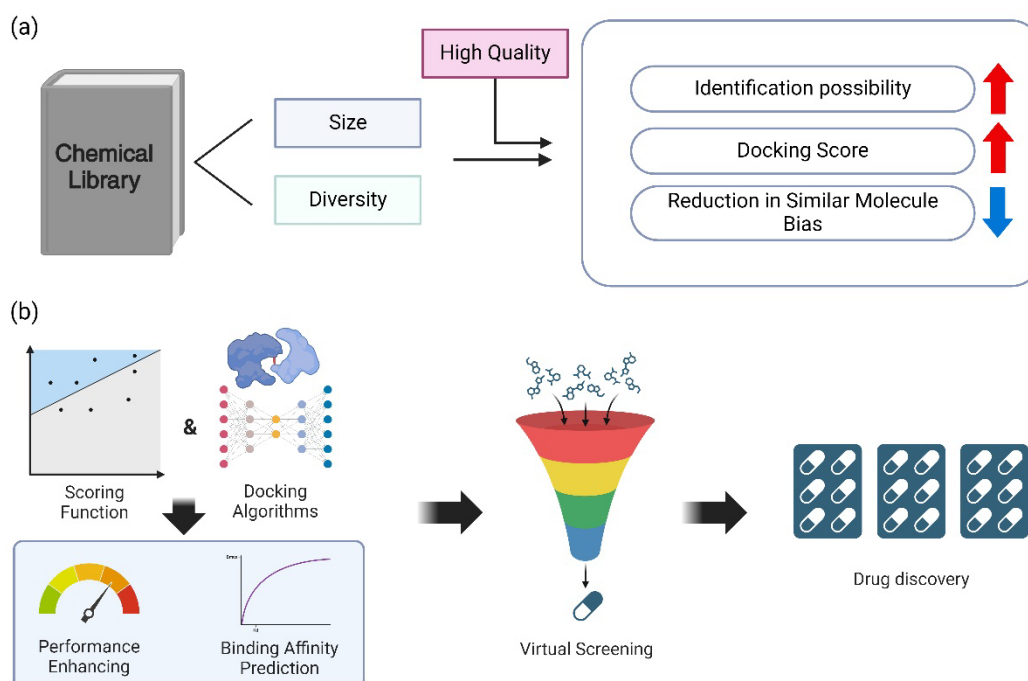 (a)
High Quality
Chemical
Library
Size
Diversity
Identification possibility
Docking Score
Reduction in Similar Molecule
Bias
(b)
&
Scoring
Function
Docking
Algorithms
Performance
Enhancing
Binding Affinity
Prediction
Virtual Screening
Drug discovery